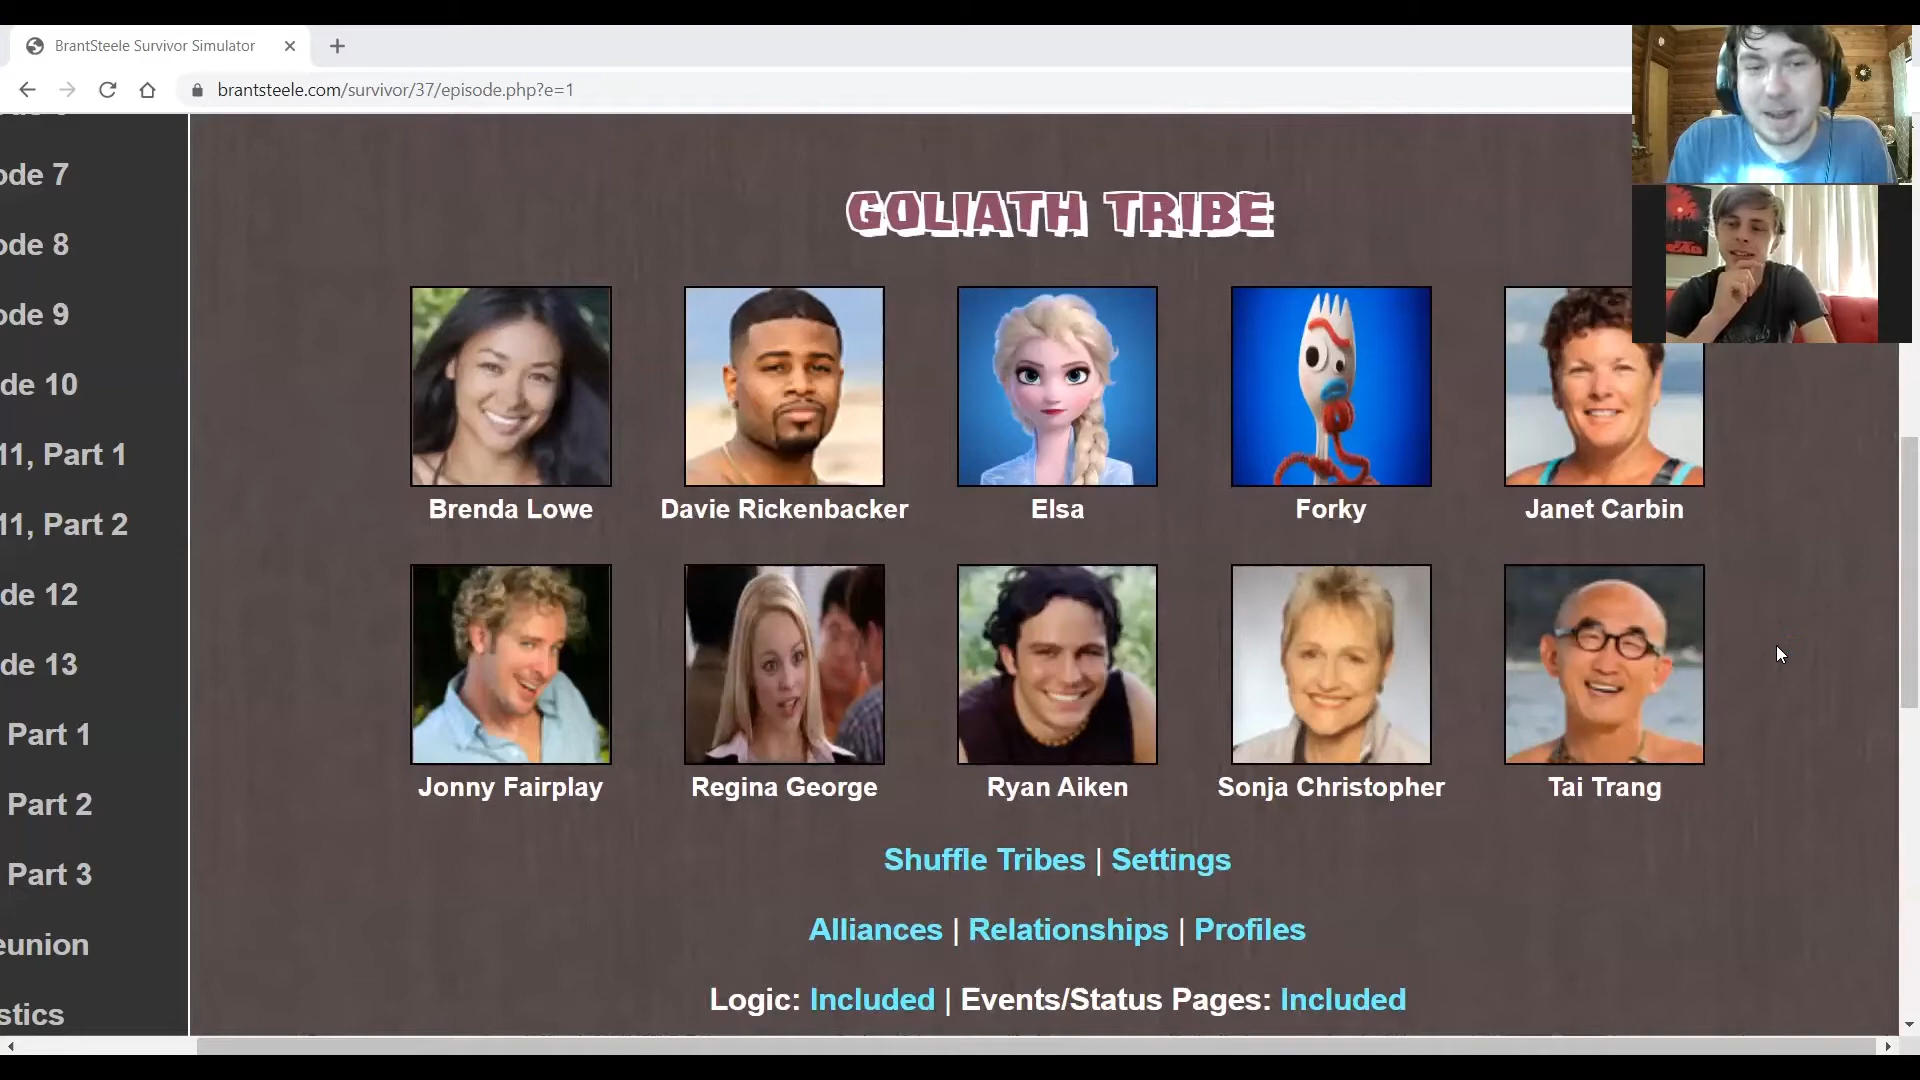 BrantSteele Survivor Simulator
brantsteele.com/survivor/37/episode.php?e=1
ode 7
ode 8
ode 9
de 10
11, Part 1
11, Part 2
de 12
de 13
Part 1
Part 2
Part 3
eunion
stics
GOLIATH TRIBE
Brenda Lowe
Davie Rickenbacker
Elsa
Forky
Janet Carbin
Jonny Fairplay
Regina George
Ryan Aiken
Sonja Christopher
Tai Trang
Shuffle Tribes | Settings
Alliances | Relationships | Profiles
Logic: Included | Events/Status Pages: Included